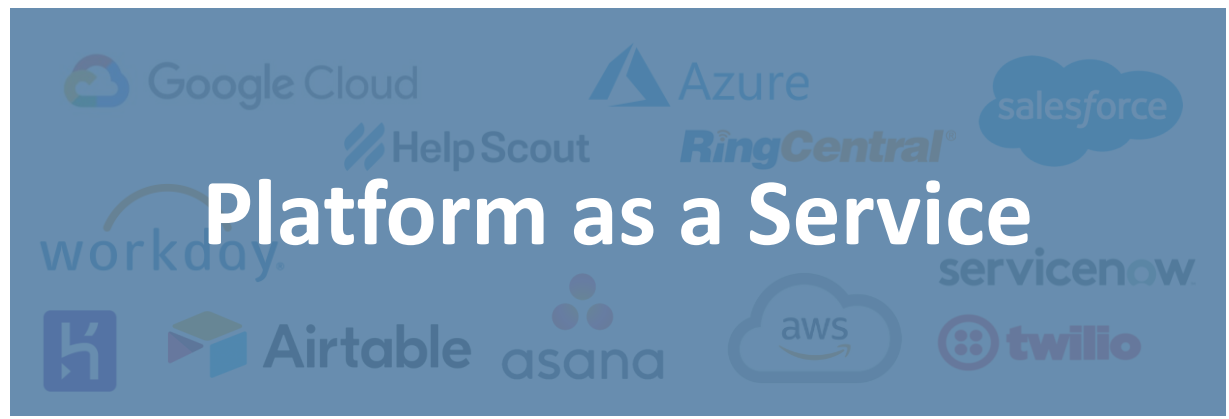 Google Cloud
Azure
salesforce
Help Scout
RingCentral®
Platform as a Service
workday.
servicenow.
Airtable
asana
aws
twilio